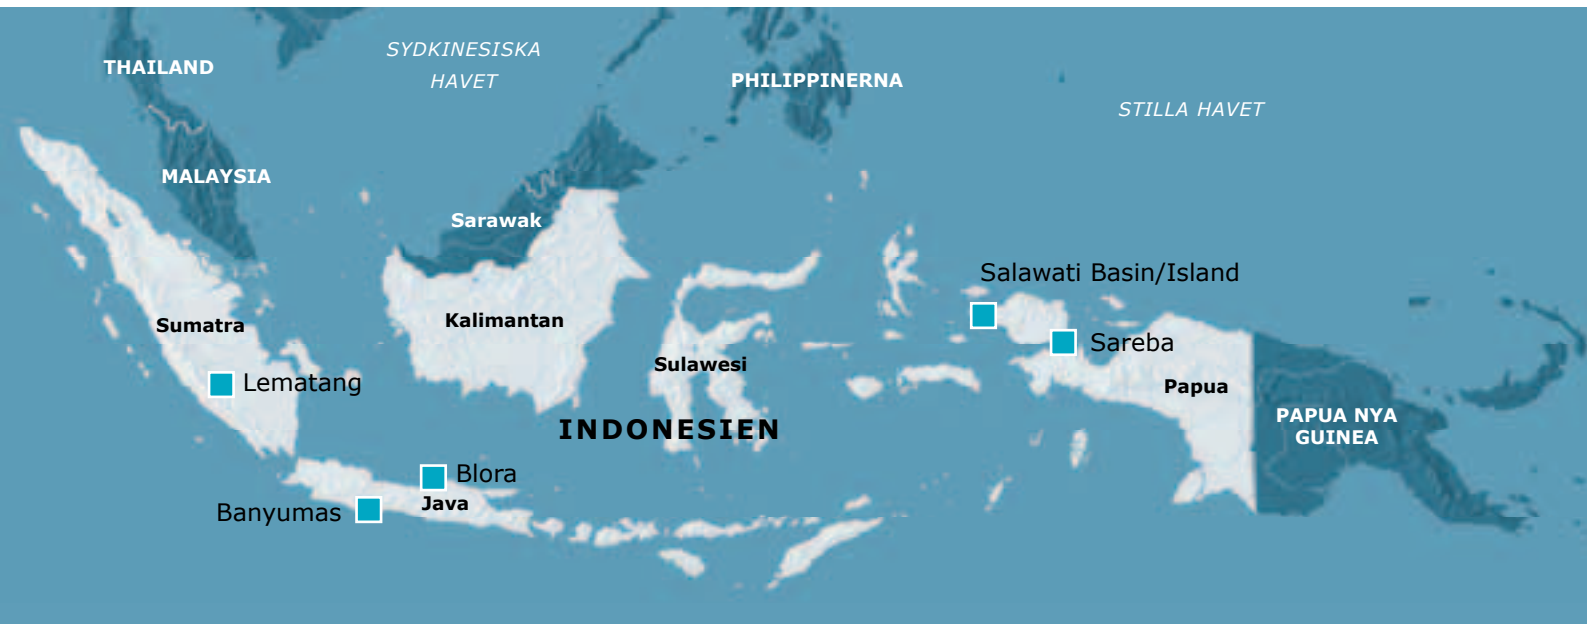 SYDKINESISKA
HAVET
THAILAND
PHILIPPINERNA
STILLA HAVET
MALAYSIA
Sarawak
Salawati Basin/Island
Sumatra
Kalimantan
Sareba
Sulawesi
Lematang
Papua
INDONESIEN
PAPUA NYA
GUINEA
Blora
Java
Banyumas